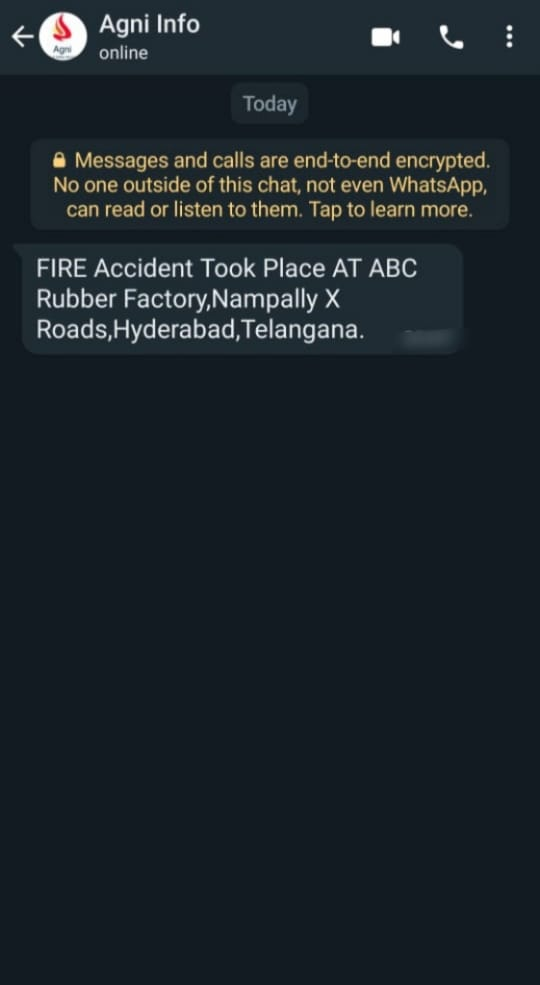 Agni Info
Agni
online
Today
Messages and calls are end-to-end encrypted.
No one outside of this chat, not even WhatsApp,
can read or listen to them. Tap to learn more.
FIRE Accident Took Place AT ABC
Rubber Factory,Nampally X
Roads,Hyderabad,Telangana.